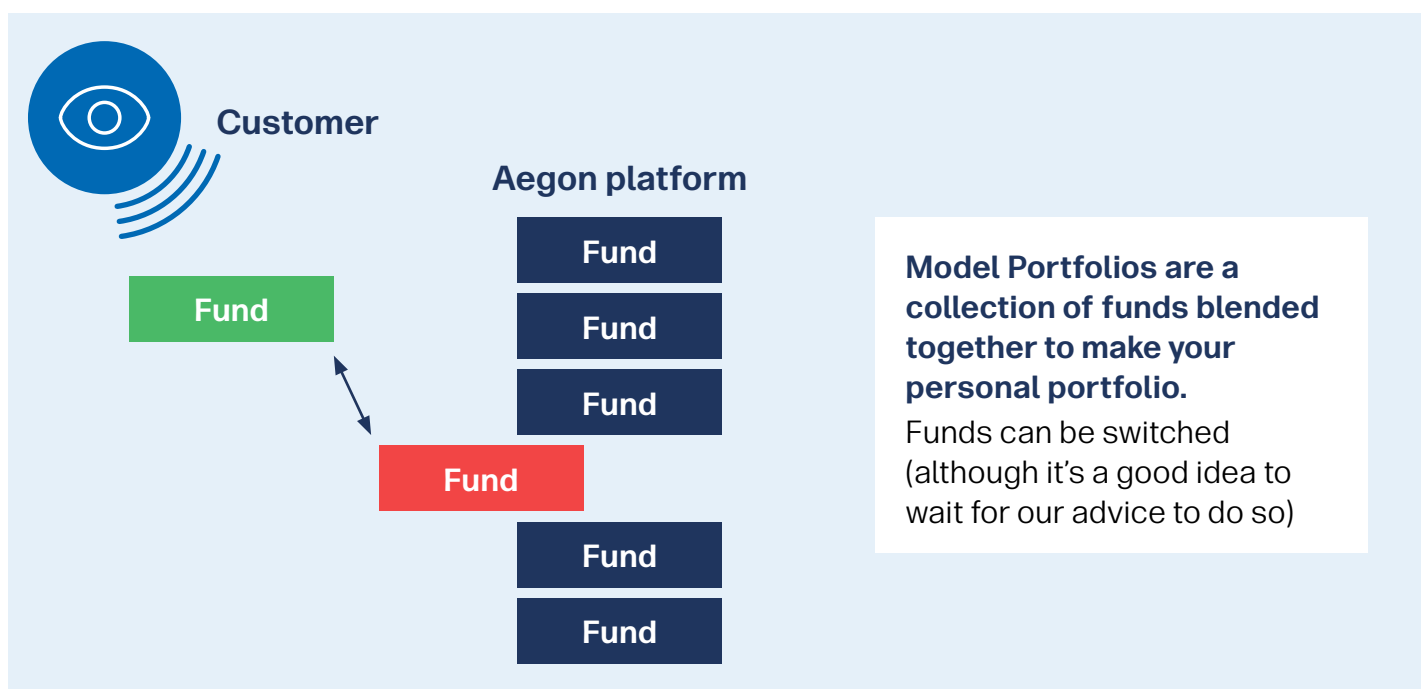 Customer
Aegon platform
Fund
Fund
Fund
Fund
Fund
Fund
Fund
Model Portfolios are a
collection of funds blended
together to make your
personal portfolio.
Funds can be switched
(although it’s a good idea to
wait for our advice to do so)